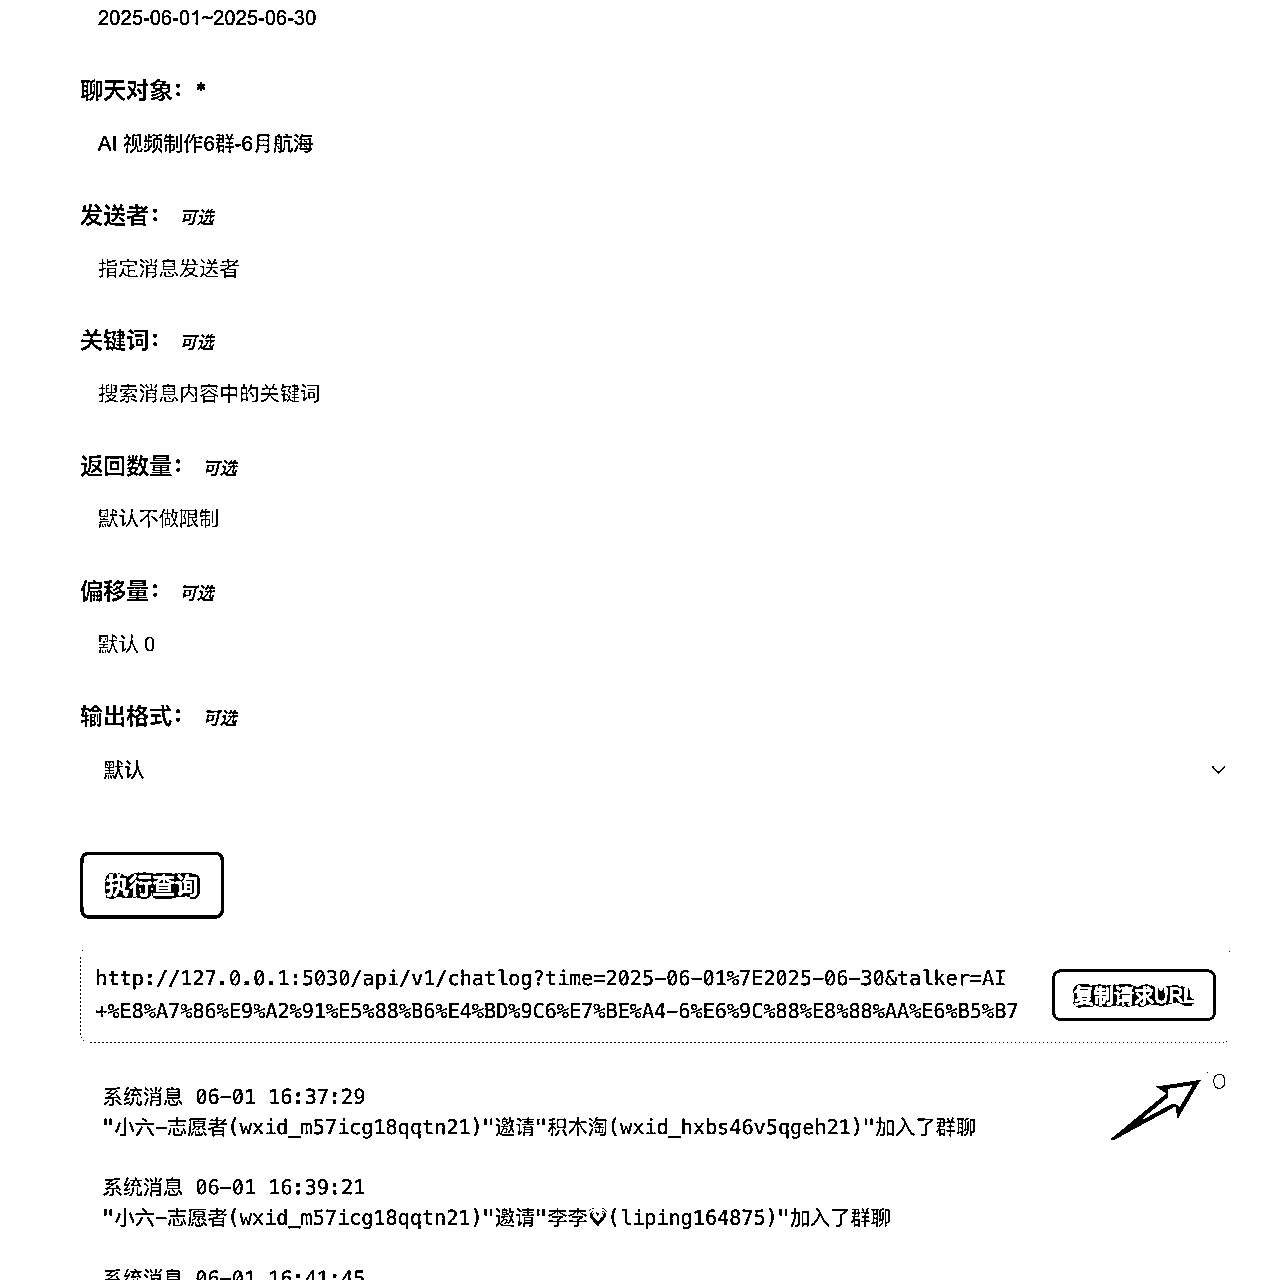 2025-06-01~2025-06-30
聊天对象： *
AI 视频制作6群-6月航海
发送者： 可选
指定消息发送者
关键词： 可选
搜索消息内容中的关键词
返回数量： 可选
默认不做限制
偏移量： 可选
默认 0
输出格式： 可选
默认
执行查询
http://127.0.0.1:5030/api/v1/chatlog?time=2025-06-01%7E2025-06-30&talker=AI
+%E8%A7%86%E9%A2%91%E5%88%B6%E4%BD%9C6%E7%BE%A4-6%E6%9C%88%E8%88%AA%E6%B5%B7
复制请求URL
系统消息 06-01 16:37:29
"小六-志愿者(wxid_m57icg18qqtn21)"邀请"积木淘(wxid_hxbs46v5qgeh21)"加入了群聊
系统消息 06-01 16:39:21
"小六-志愿者(wxid_m57icg18qqtn21)"邀请"李李(liping164875)"加入了群聊
系统消息 06-01 16:41:45